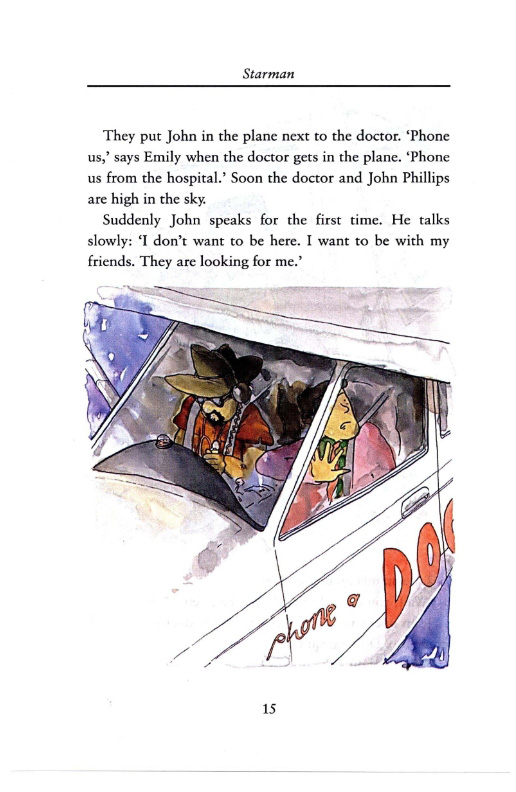 Starman
They put John in the plane next to the doctor. ‘Phone
us,’ says Emily when the doctor gets in the plane. ‘Phone
us from the hospital.’ Soon the doctor and John Phillips
are high in the sky.
Suddenly John speaks for the first time. He talks
slowly: ‘I don’t want to be here. I want to be with my
friends. They are looking for me.’
phone a
DOC
15